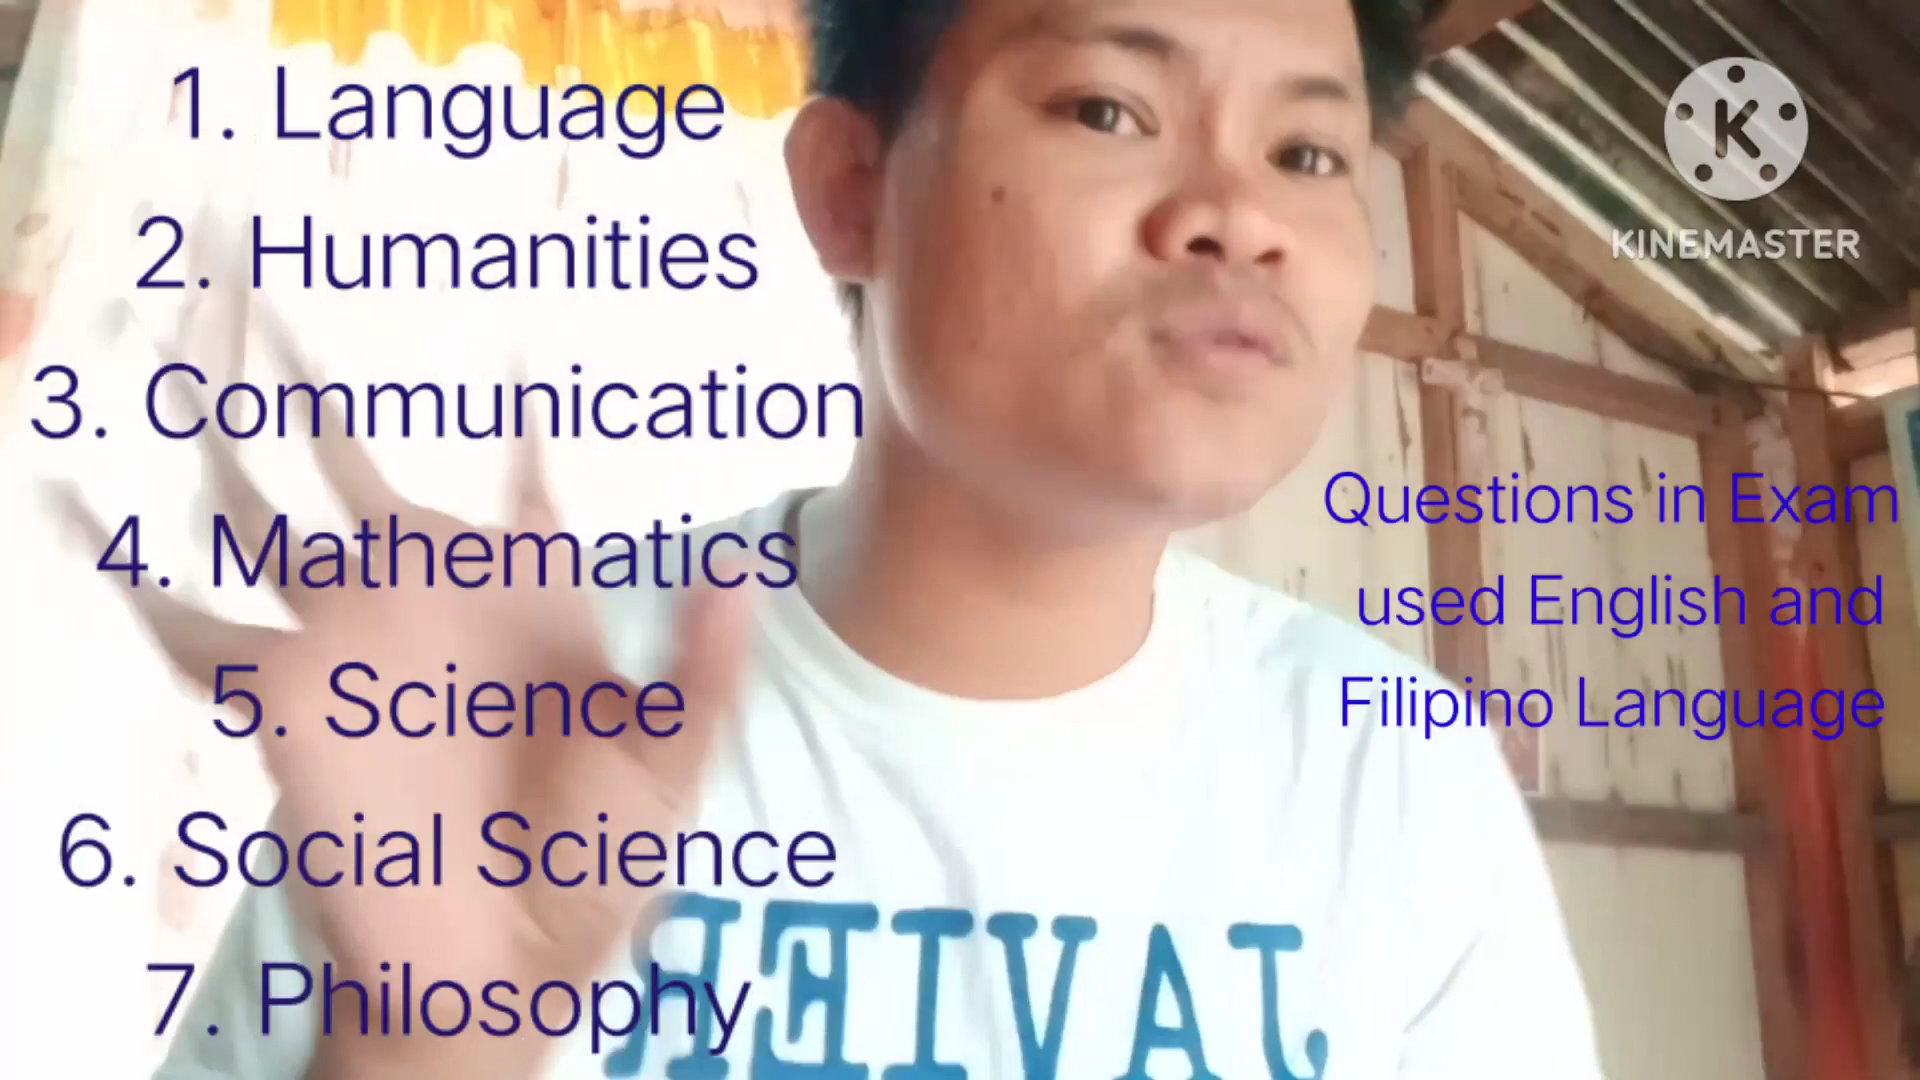 1. Language
2. Humanities
3. Communication
4. Mathematics
5. Science
6. Social Science
7. Philosophy
K
KINEMASTER
Questions in Exam
used English and
Filipino Language
JAVIER